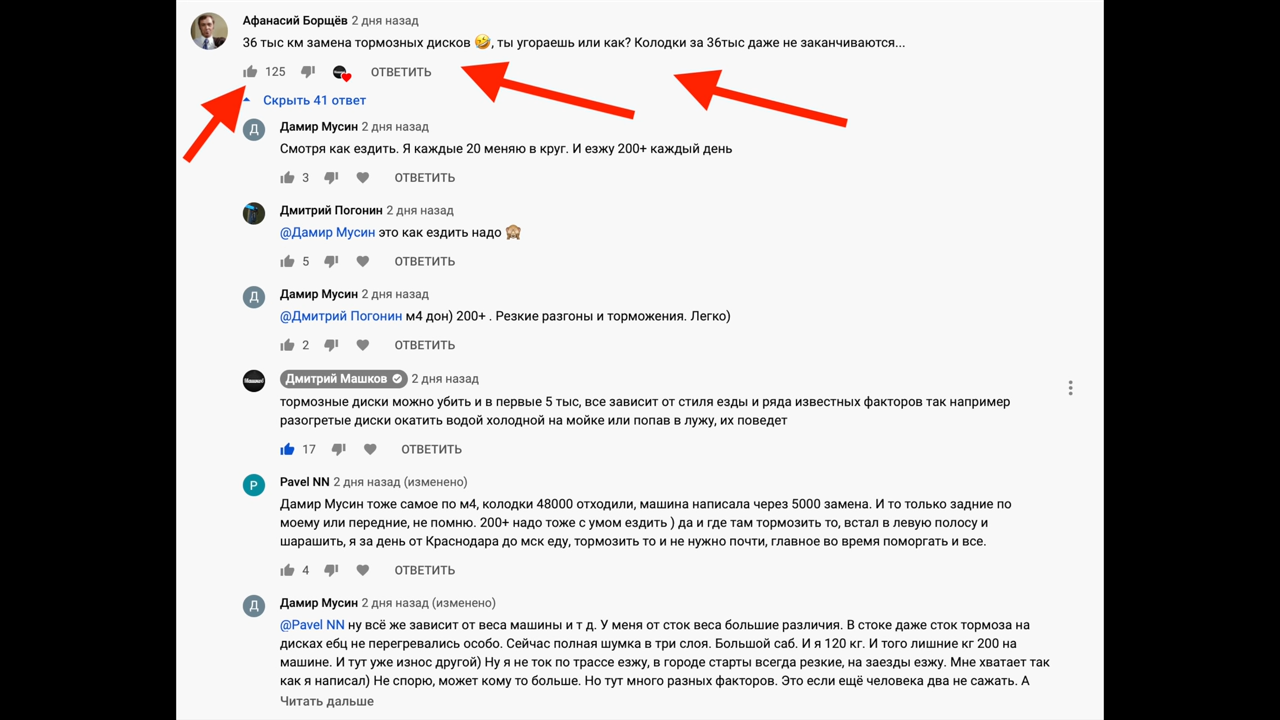 Афанасий Борщёв 2 дня назад
36 тыс км замена тормозных дисков 🤣, ты угораешь или как? Колодки за 36тыс даже не заканчиваются...
125 ОТВЕТИТЬ
Скрыть 41 ответ
Д Дамир Мусин 2 дня назад
Смотря как ездить. Я каждые 20 меняю в круг. И езжу 200+ каждый день
3 ОТВЕТИТЬ
Дмитрий Погонин 2 дня назад
@Дамир Мусин это как ездить надо 🙈
5 ОТВЕТИТЬ
Д Дамир Мусин 2 дня назад
@Дмитрий Погонин м4 дон) 200+ . Резкие разгоны и торможения. Легко)
2 ОТВЕТИТЬ
Дмитрий Машков 2 дня назад
тормозные диски можно убить и в первые 5 тыс, все зависит от стиля езды и ряда известных факторов так например
разогретые диски окатить водой холодной на мойке или попав в лужу, их поведет
17 ОТВЕТИТЬ
P Pavel NN 2 дня назад (изменено)
Дамир Мусин тоже самое по м4, колодки 48000 отходили, машина написала через 5000 замена. И то только задние по
моему или передние, не помню. 200+ надо тоже с умом ездить ) да и где там тормозить то, встал в левую полосу и
шарашить, я за день от Краснодара до мск еду, тормозить то и не нужно почти, главное во время поморгать и все.
4 ОТВЕТИТЬ
Д Дамир Мусин 2 дня назад (изменено)
@Pavel NN ну всё же зависит от веса машины и т д. У меня от сток веса большие различия. В стоке даже сток тормоза на
дисках ебц не перегревались особо. Сейчас полная шумка в три слоя. Большой саб. И я 120 кг. И того лишние кг 200 на
машине. И тут уже износ другой) Ну я не ток по трассе езжу, в городе старты всегда резкие, на заезды езжу. Мне хватает так
как я написал) Не спорю, может кому то больше. Но тут много разных факторов. Это если ещё человека два не сажать. А
Читать дальше